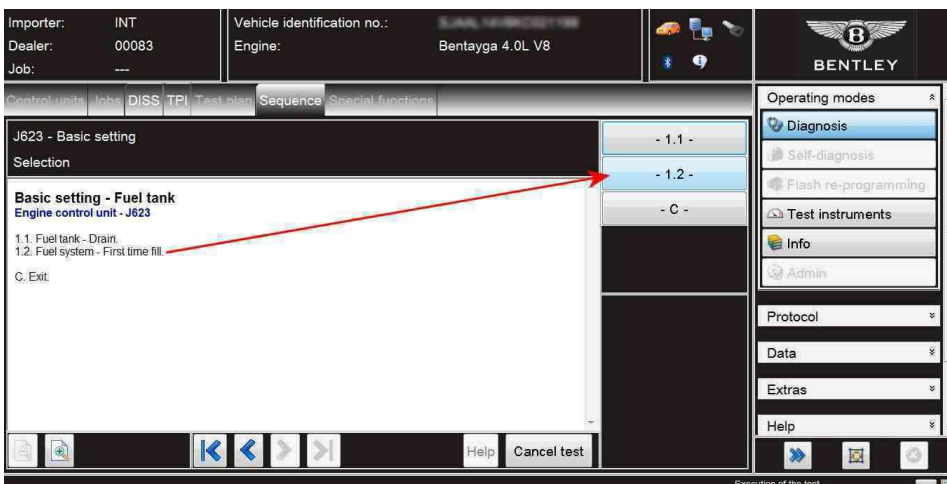 Importer: INT
Dealer: 00083
Job: ---
Vehicle identification no.:
Engine: Bentayga 4.0L V8
BENTLEY
Control units Jobs DISS TPI Test plan Sequence Special functions
J623 - Basic setting
Selection
Basic setting - Fuel tank
Engine control unit - J623
1.1. Fuel tank - Drain.
1.2. Fuel system - First time fill.
C. Exit.
- 1.1 -
- 1.2 -
- C -
Help Cancel test
Operating modes
Diagnosis
Self-diagnosis
Flash re-programming
Test instruments
Info
Admin
Protocol
Data
Extras
Help
Execution of the test